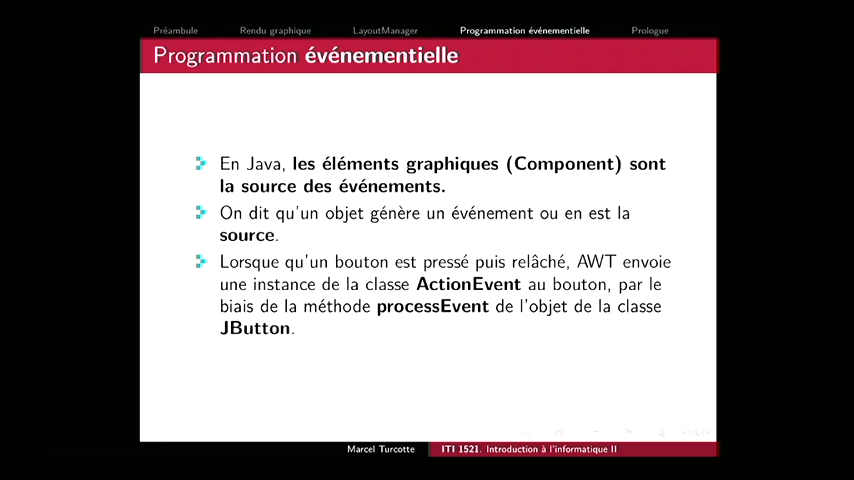 Préambule Rendu graphique LayoutManager Programmation événementielle Prologue
Programmation événementielle
En Java, les éléments graphiques (Component) sont
la source des événements.
On dit qu'un objet génère un événement ou en est la
source.
Lorsque qu'un bouton est pressé puis relâché, AWT envoie
une instance de la classe ActionEvent au bouton, par le
biais de la méthode processEvent de l'objet de la classe
JButton.
Marcel Turcotte ITI 1521. Introduction à l'informatique II